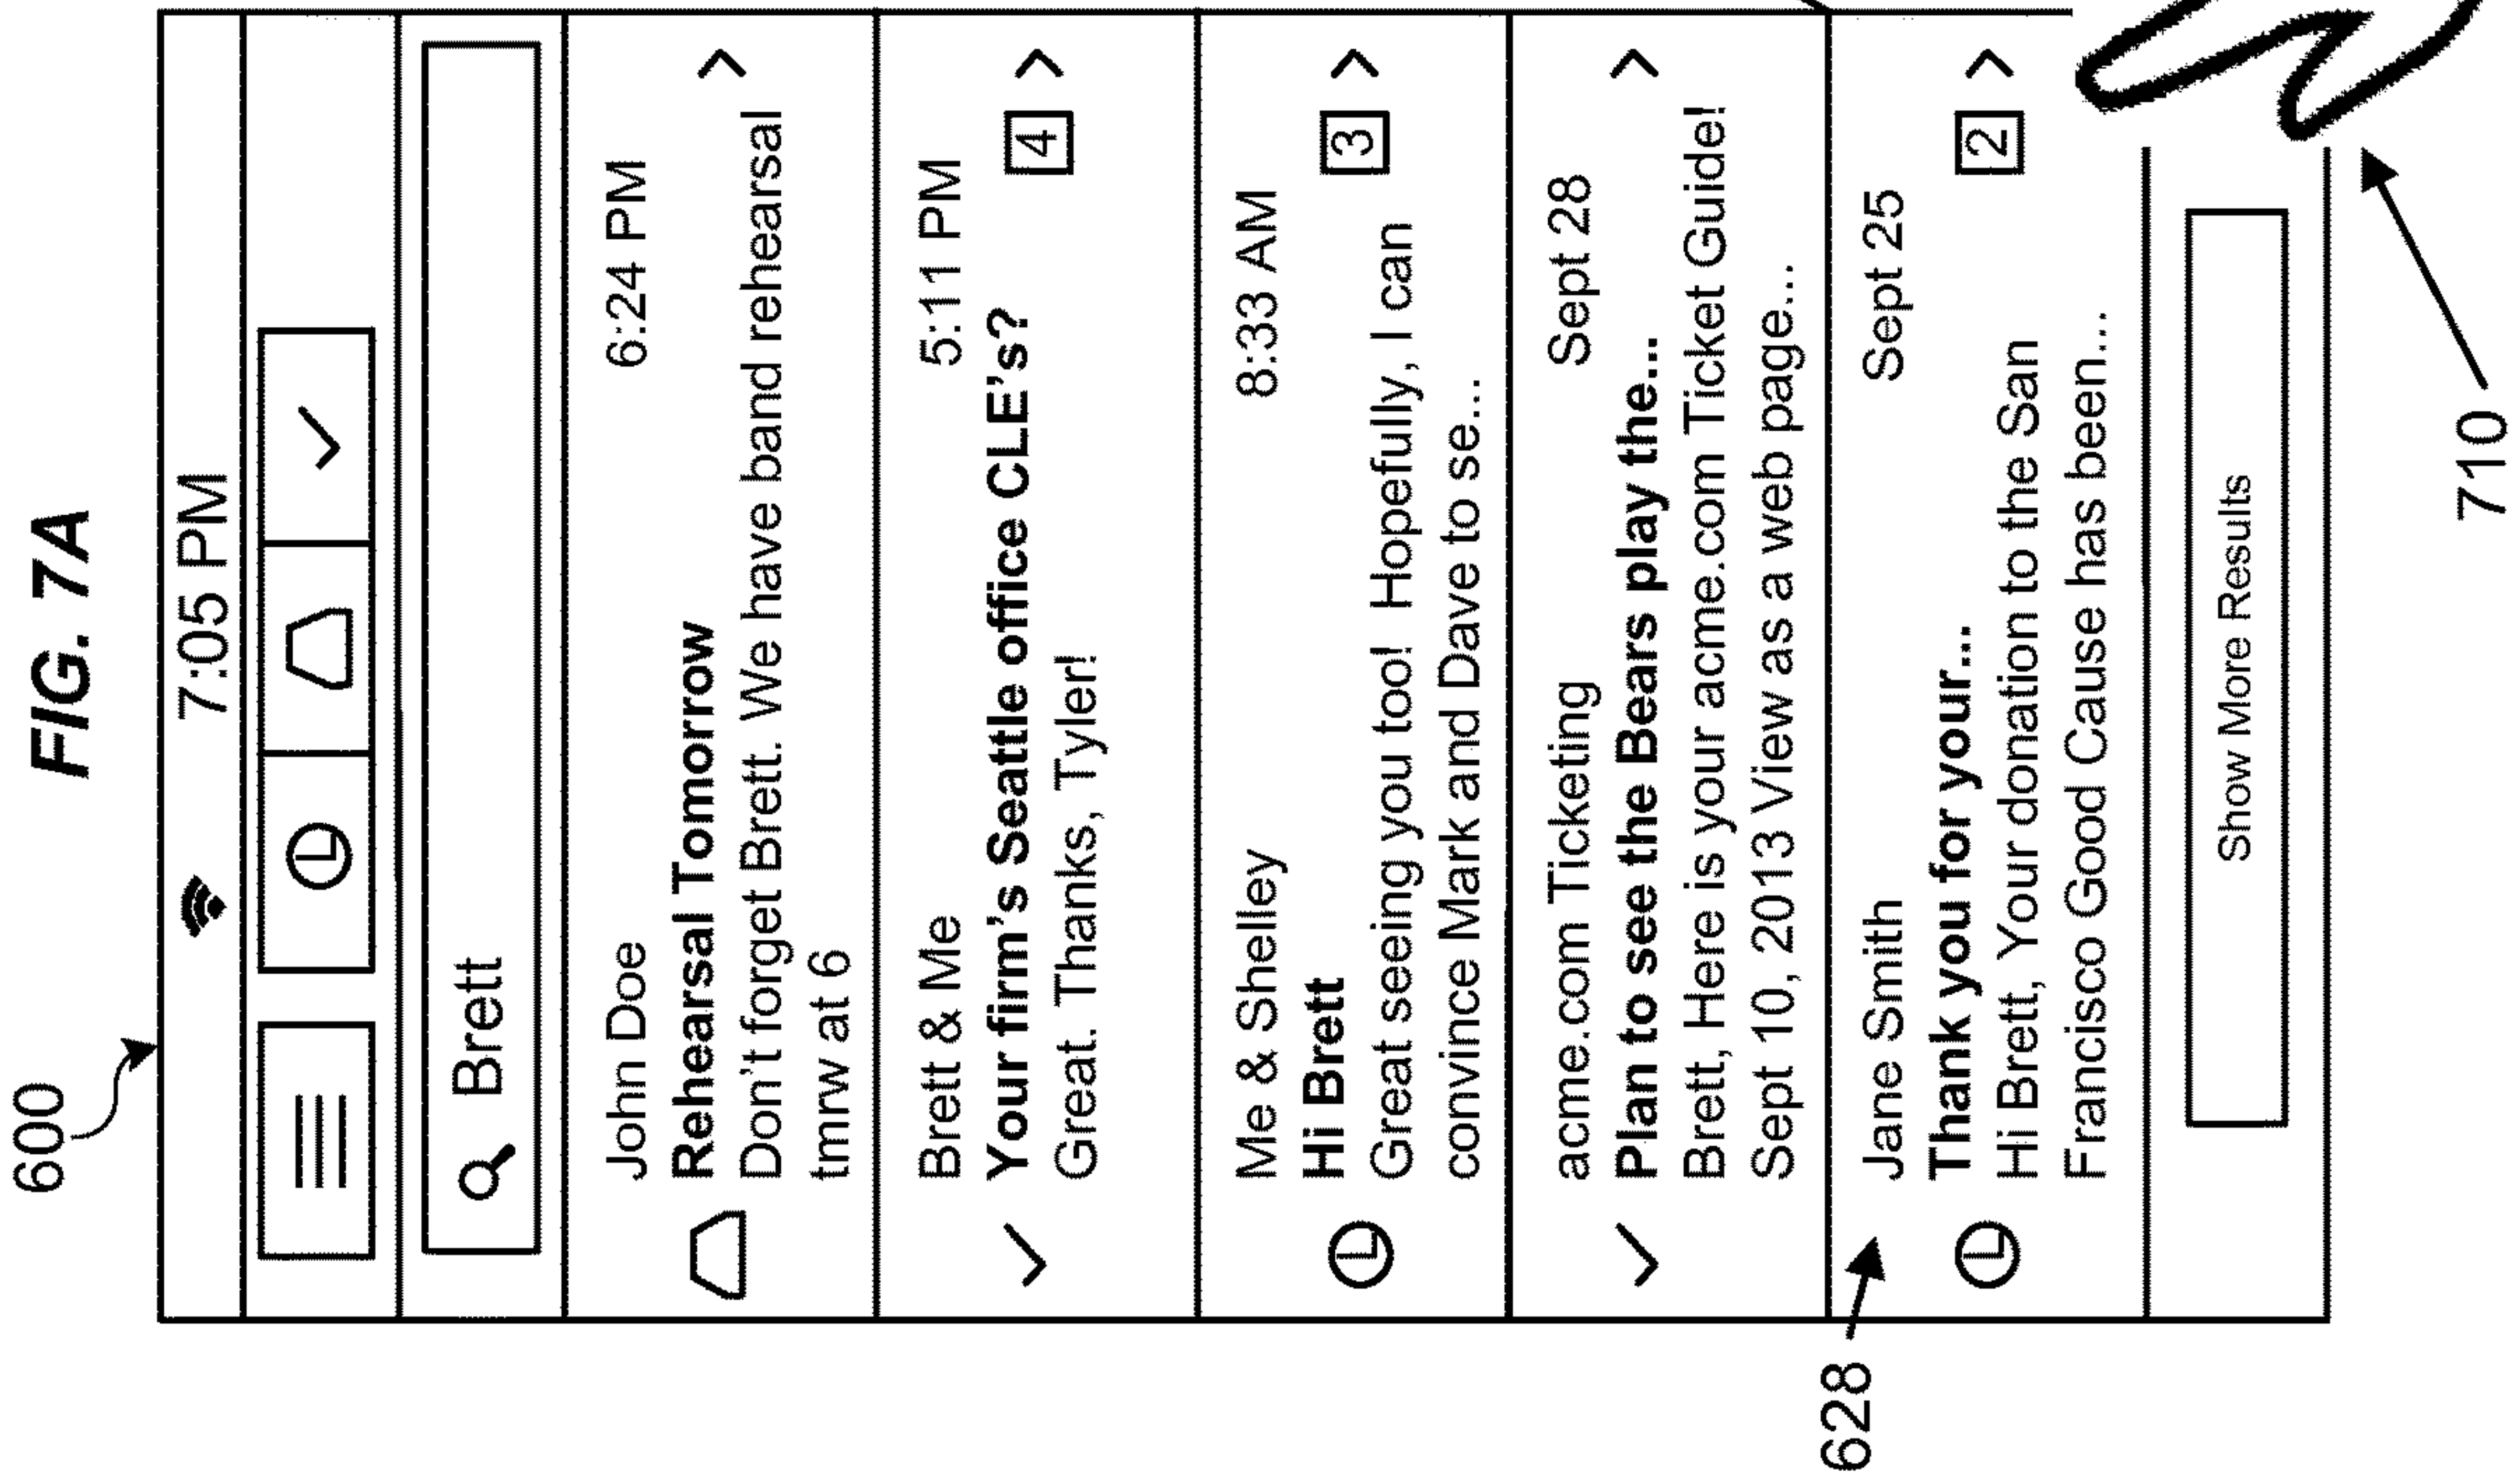 FIG. 7A
600
7:05 PM
Brett
John Doe 6:24 PM
Rehearsal Tomorrow
Don't forget Brett. We have band rehearsal
tmrw at 6
Brett & Me 5:11 PM
Your firm's Seattle office CLE's? 4
Great. Thanks, Tyler!
Me & Shelley 8:33 AM
Hi Brett 3
Great seeing you too! Hopefully, I can
convince Mark and Dave to se...
acme.com Ticketing Sept 28
Plan to see the Bears play the...
Brett, Here is your acme.com Ticket Guide!
Sept 10, 2013 View as a web page...
628
Jane Smith Sept 25
Thank you for your...
Hi Brett, Your donation to the San 2
Francisco Good Cause has been...
Show More Results
710